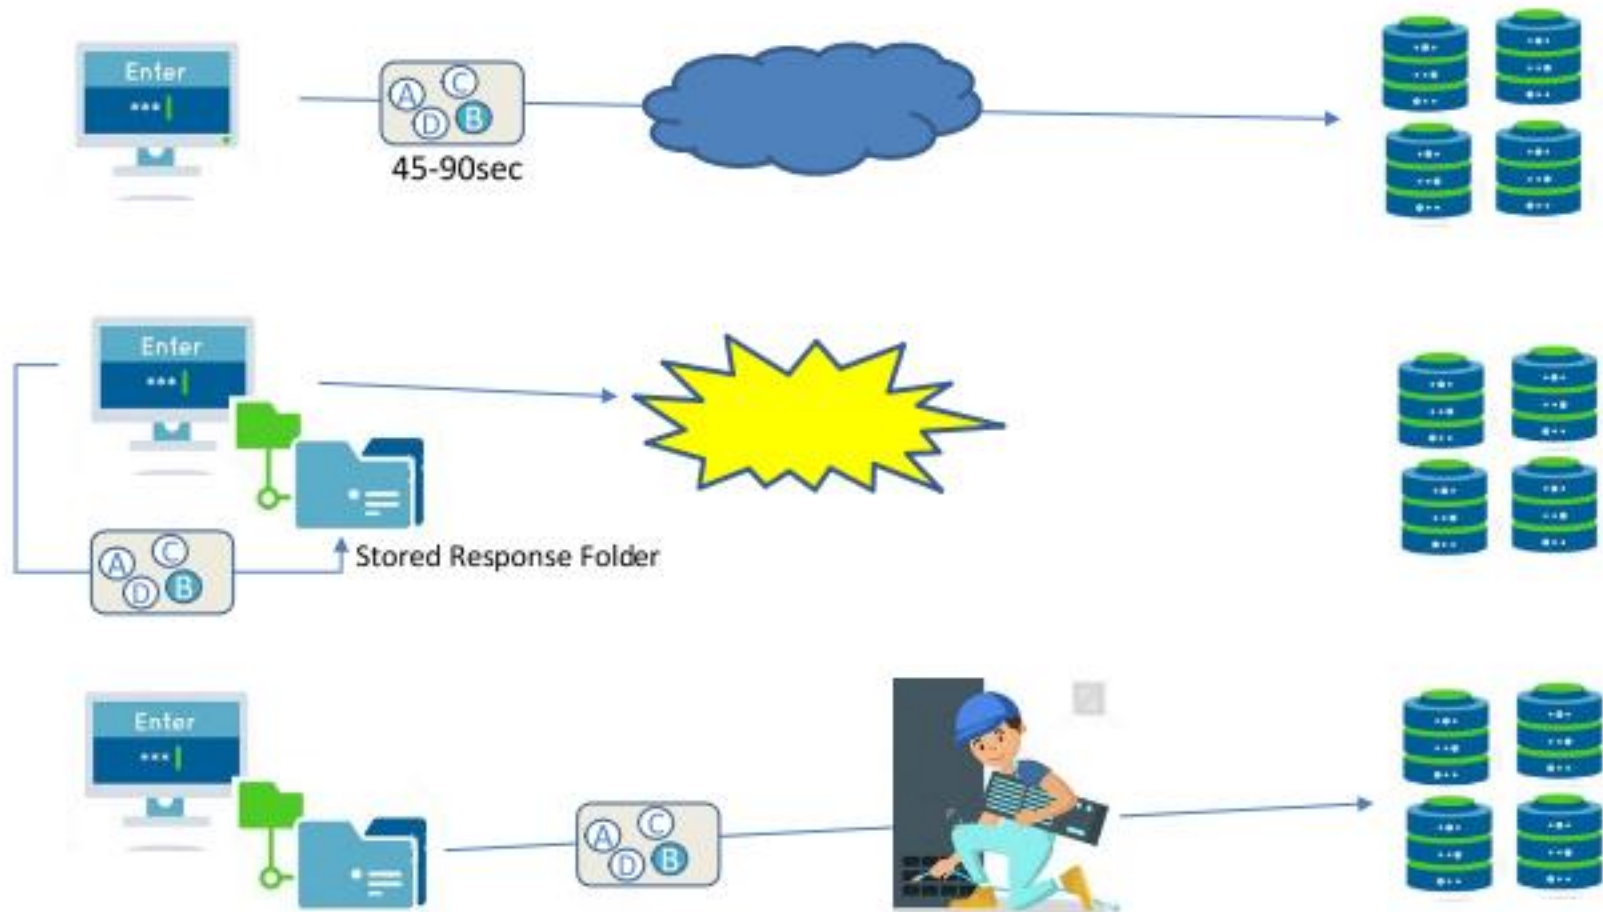 Enter
***
A
C
D
B
45-90sec
Enter
***
A
C
D
B
Stored Response Folder
Enter
***
A
C
D
B